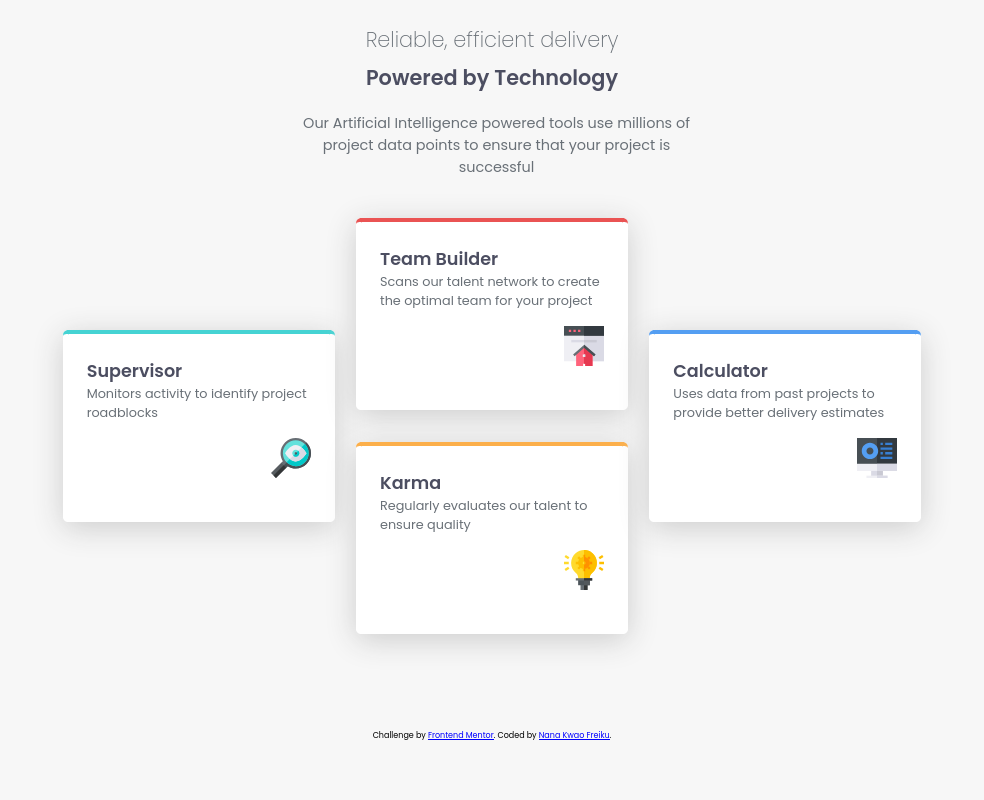 Reliable, efficient delivery
Powered by Technology
Our Artificial Intelligence powered tools use millions of
project data points to ensure that your project is
successful
Team Builder
Scans our talent network to create
the optimal team for your project
Supervisor
Monitors activity to identify project
roadblocks
Calculator
Uses data from past projects to
provide better delivery estimates
Karma
Regularly evaluates our talent to
ensure quality
Challenge by Frontend Mentor. Coded by Nana Kwao Freiku.